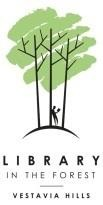 LIBRARY
IN THE FOREST
VESTAVIA HILLS